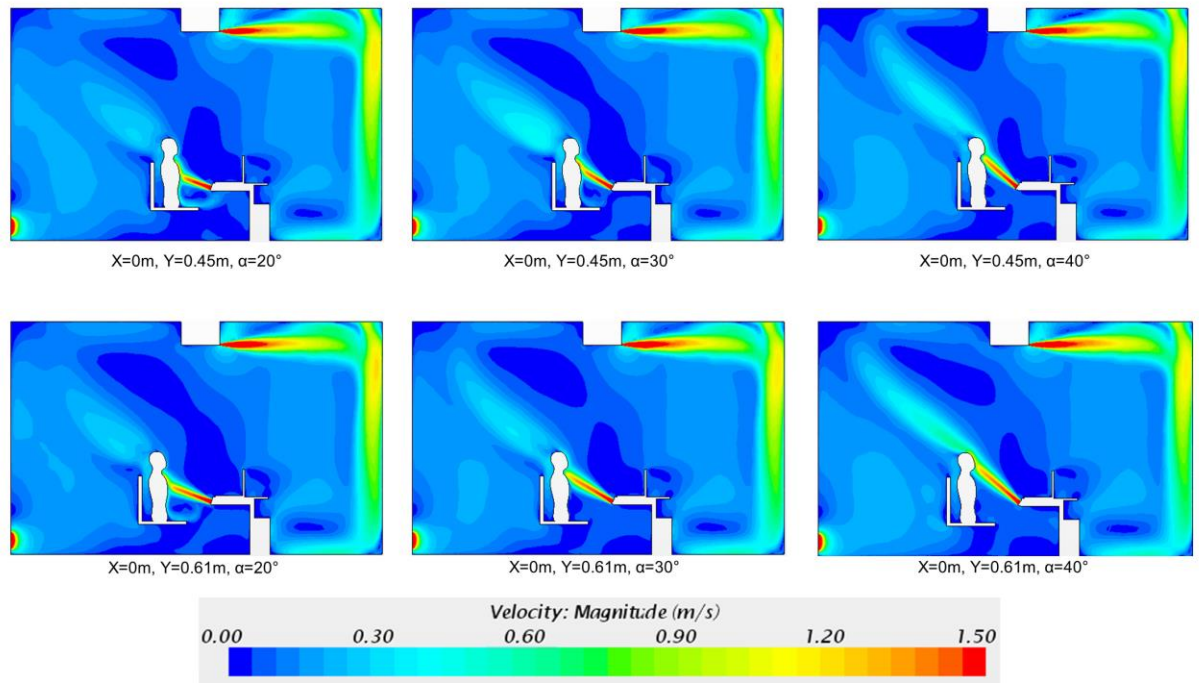 X=0m, Y=0.45m, α=20°
X=0m, Y=0.45m, α=30°
X=0m, Y=0.45m, α=40°
X=0m, Y=0.61m, α=20°
X=0m, Y=0.61m, α=30°
X=0m, Y=0.61m, α=40°
Velocity: Magnitude (m/s)
0.00 0.30 0.60 0.90 1.20 1.50